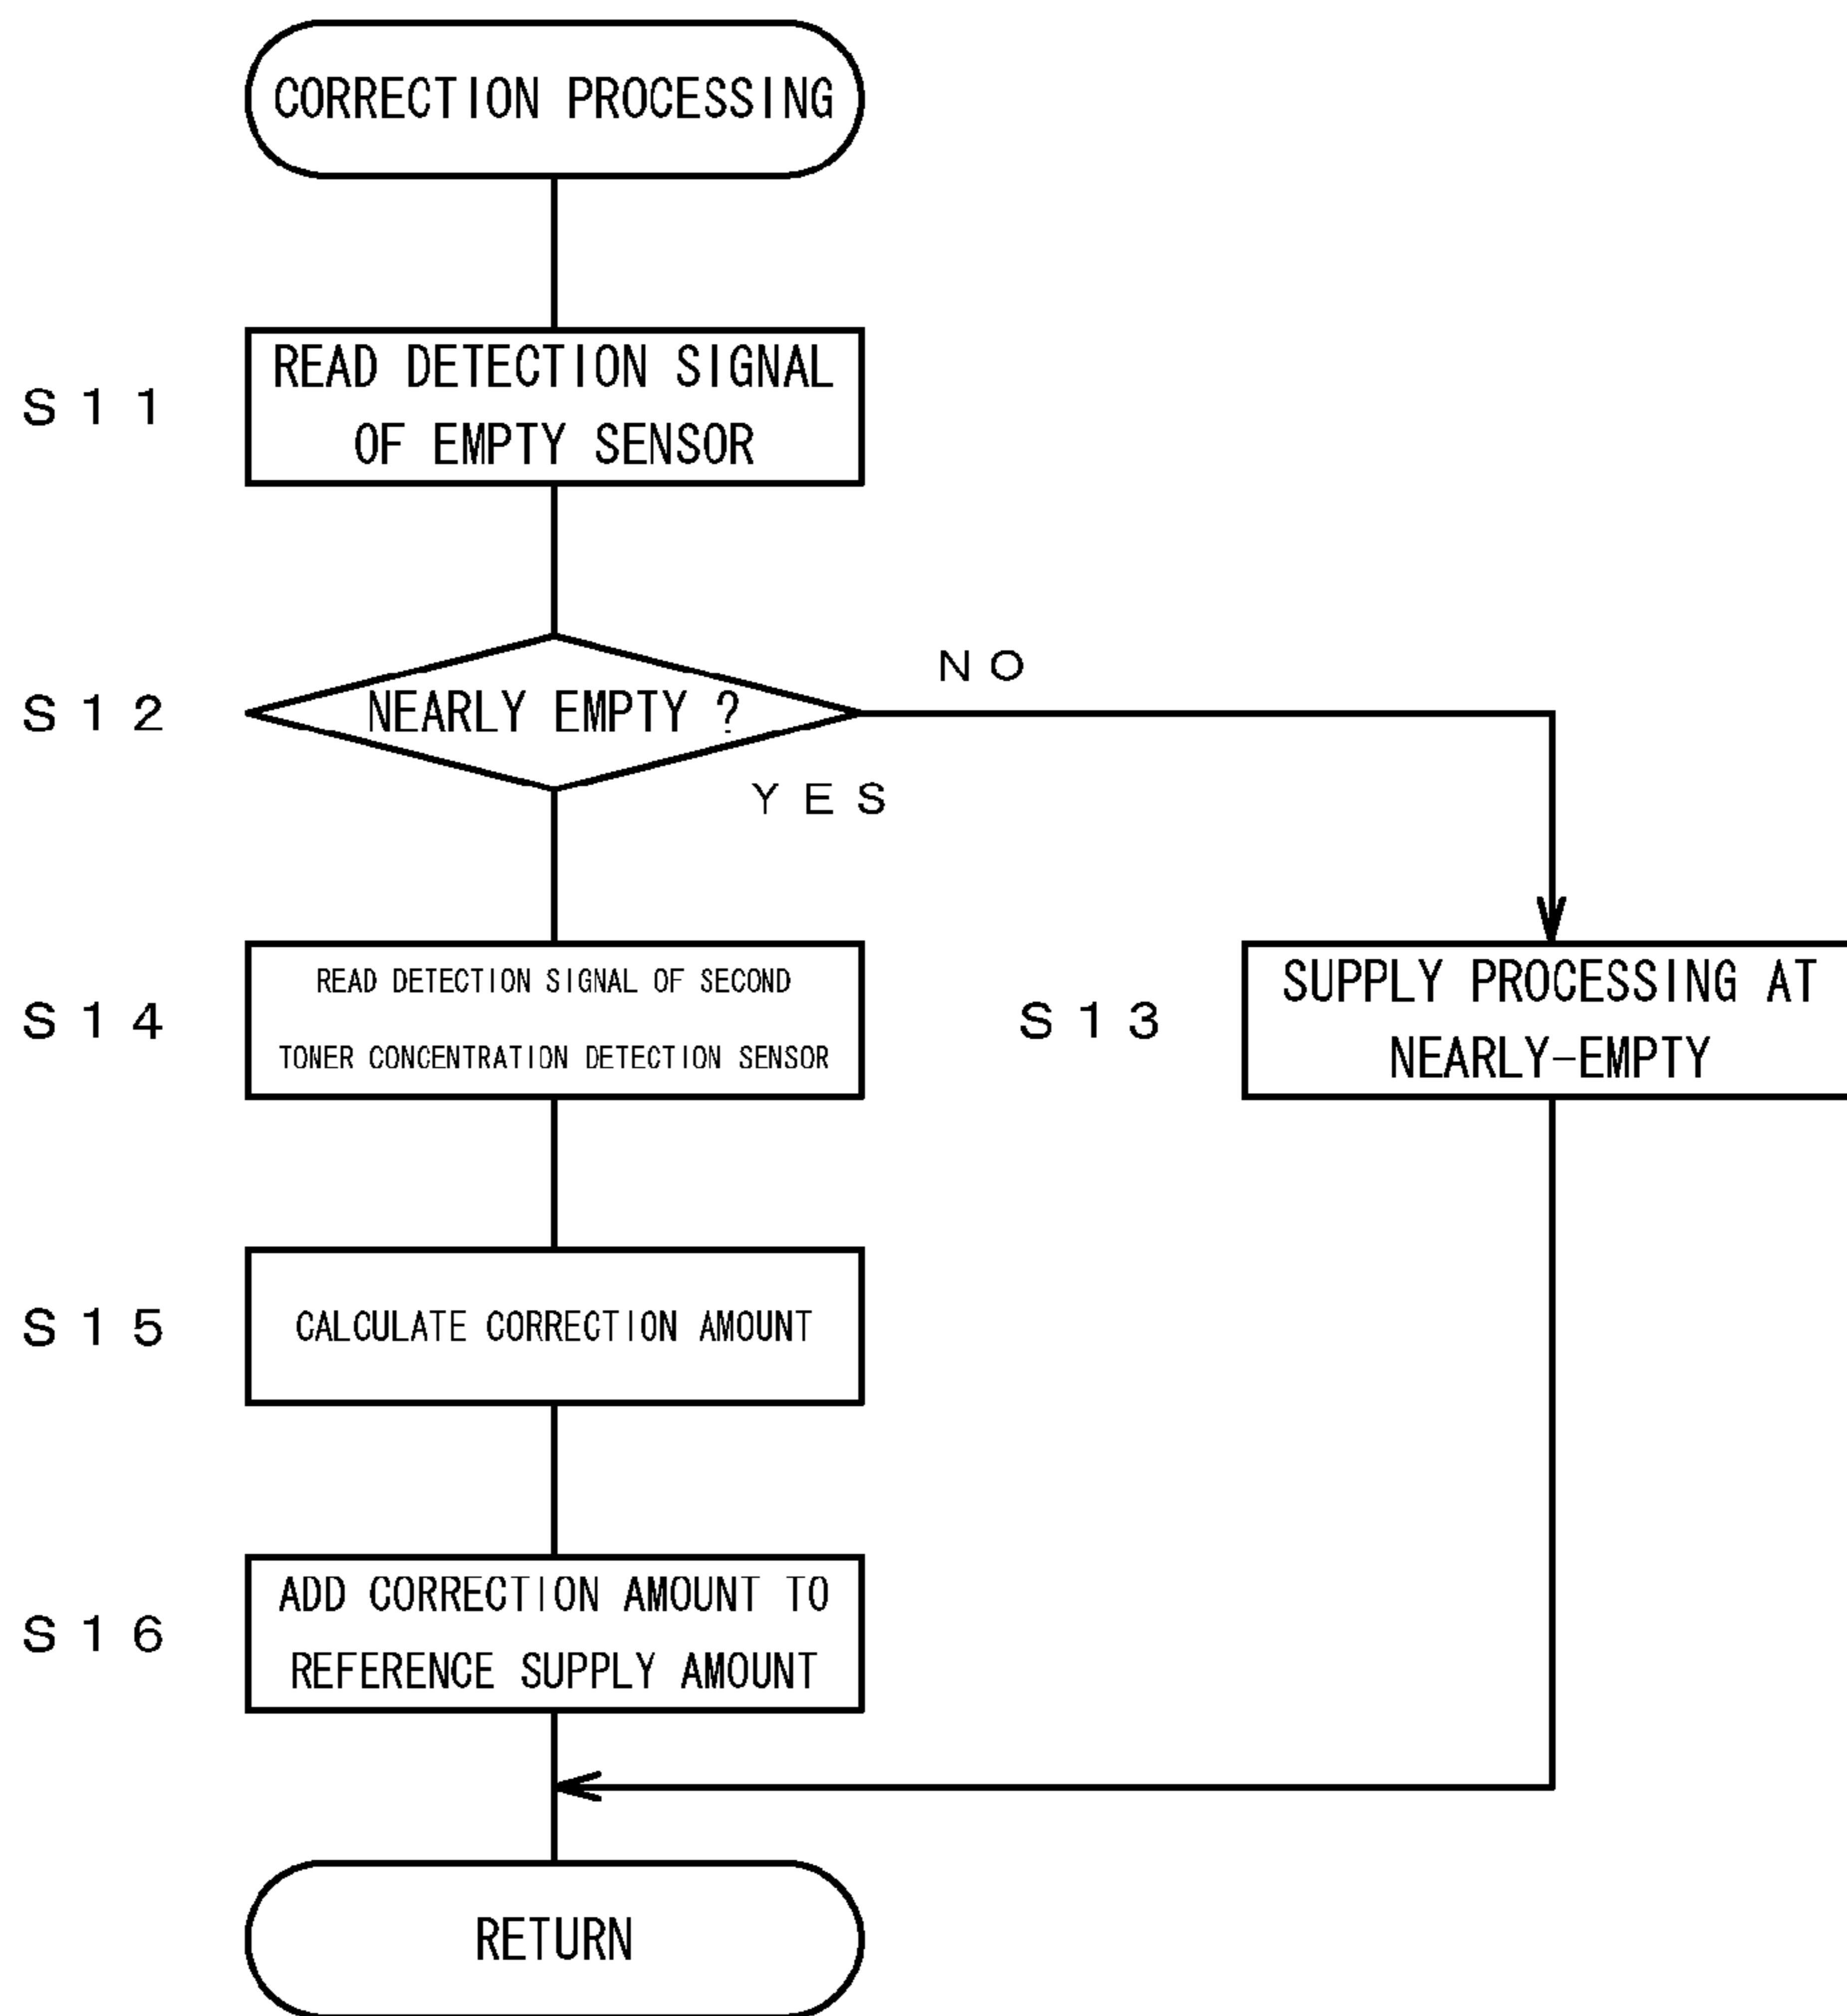 CORRECTION PROCESSING
S11
READ DETECTION SIGNAL
OF EMPTY SENSOR
S12
NEARLY EMPTY ?
NO
YES
S14
READ DETECTION SIGNAL OF SECOND
TONER CONCENTRATION DETECTION SENSOR
S13
SUPPLY PROCESSING AT
NEARLY-EMPTY
S15
CALCULATE CORRECTION AMOUNT
S16
ADD CORRECTION AMOUNT TO
REFERENCE SUPPLY AMOUNT
RETURN